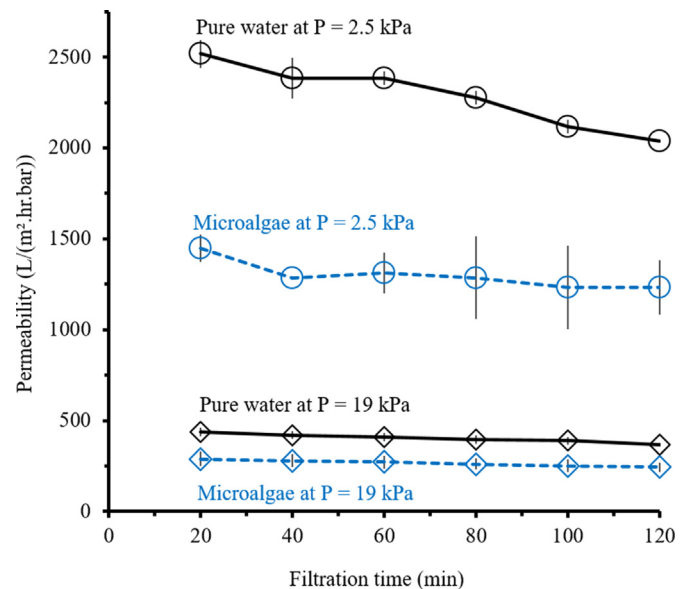 Pure water at P = 2.5 kPa
2500
2000
Microalgae at P = 2.5 kPa
1500
1000
Pure water at P = 19 kPa
500
Microalgae at P = 19 kPa
0
0 20 40 60 80 100 120
Filtration time (min)
Permeability (L/(m².hr.bar))